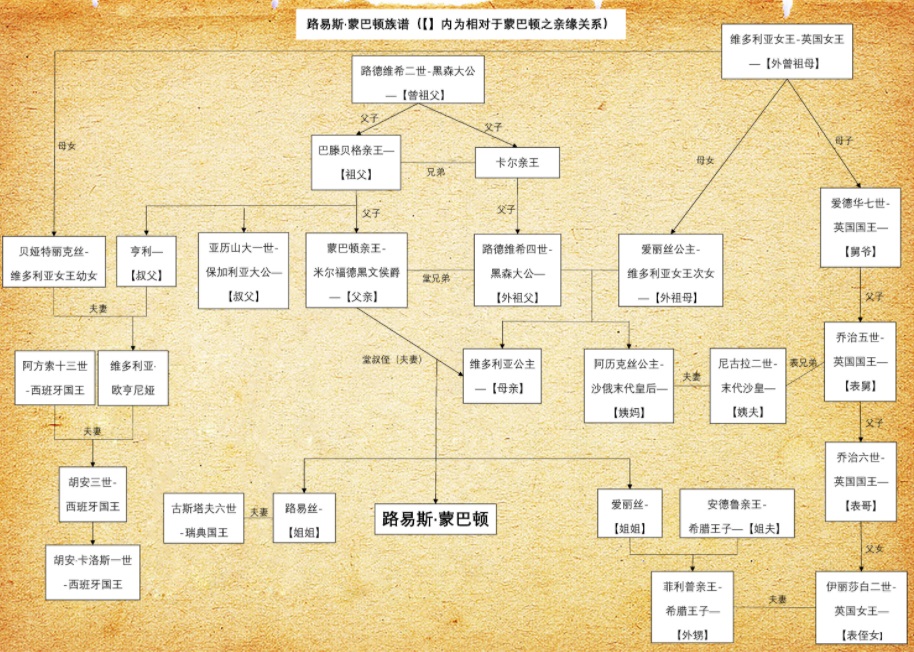 路易斯·蒙巴顿族谱（【】内为相对于蒙巴顿之亲缘关系）
维多利亚女王-英国女王
—【外曾祖母】
路德维希二世-黑森大公
—【曾祖父】
父子
父子
母女
巴滕贝格亲王—
【祖父】
兄弟
卡尔亲王
母女
母子
父子
父子
爱德华七世-
英国国王—
【舅爷】
贝娅特丽克丝-
维多利亚女王幼女
亨利—
【叔父】
亚历山大一世-
保加利亚大公—
【叔父】
蒙巴顿亲王-
米尔福德黑文侯爵
—【父亲】
堂兄弟
路德维希四世-
黑森大公—
【外祖父】
爱丽丝公主-
维多利亚女王次女
—【外祖母】
夫妻
父子
阿方索十三世
-西班牙国王
维多利亚·
欧亨尼娅
堂叔侄（夫妻）
维多利亚公主
—【母亲】
阿历克丝公主-
沙俄末代皇后—
【姨妈】
夫妻
尼古拉二世-
末代沙皇—
【姨夫】
表兄弟
乔治五世-
英国国王—
【表舅】
夫妻
父子
胡安三世-
西班牙国王
古斯塔夫六世
-瑞典国王
夫妻
路易丝-
【姐姐】
路易斯·蒙巴顿
爱丽丝-
【姐姐】
安德鲁亲王-
希腊王子—【姐夫】
乔治六世-
英国国王—
【表哥】
父女
胡安·卡洛斯一世
-西班牙国王
菲利普亲王-
希腊王子—
【外甥】
夫妻
伊丽莎白二世-
英国女王—
【表侄女】